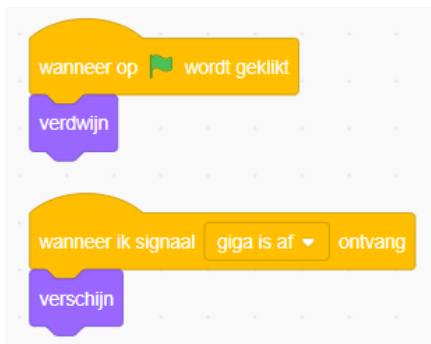 wanneer op wordt geklikt
verdwijn
wanneer ik signaal giga is af ontvang
verschijn